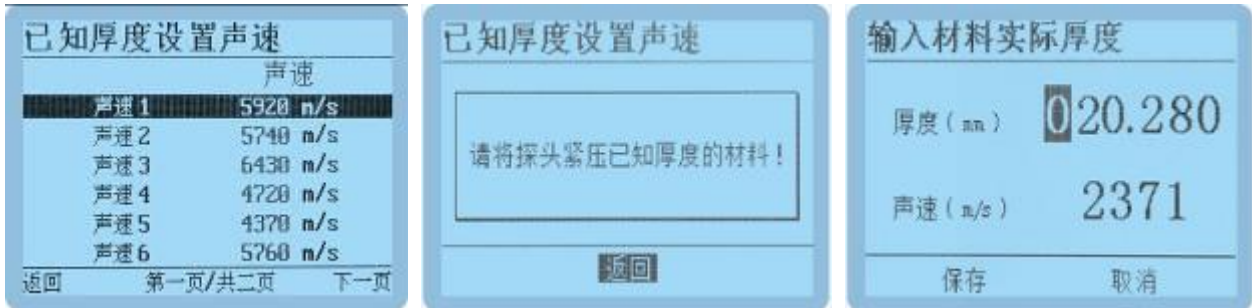 已知厚度设置声速
声速
声速1 5920 m/s
声速2 5740 m/s
声速3 6430 m/s
声速4 4720 m/s
声速5 4370 m/s
声速6 5760 m/s
返回 第一页/共二页 下一页
已知厚度设置声速
请将探头紧压已知厚度的材料！
返回
输入材料实际厚度
厚度（mm） 020.280
声速（m/s） 2371
保存 取消